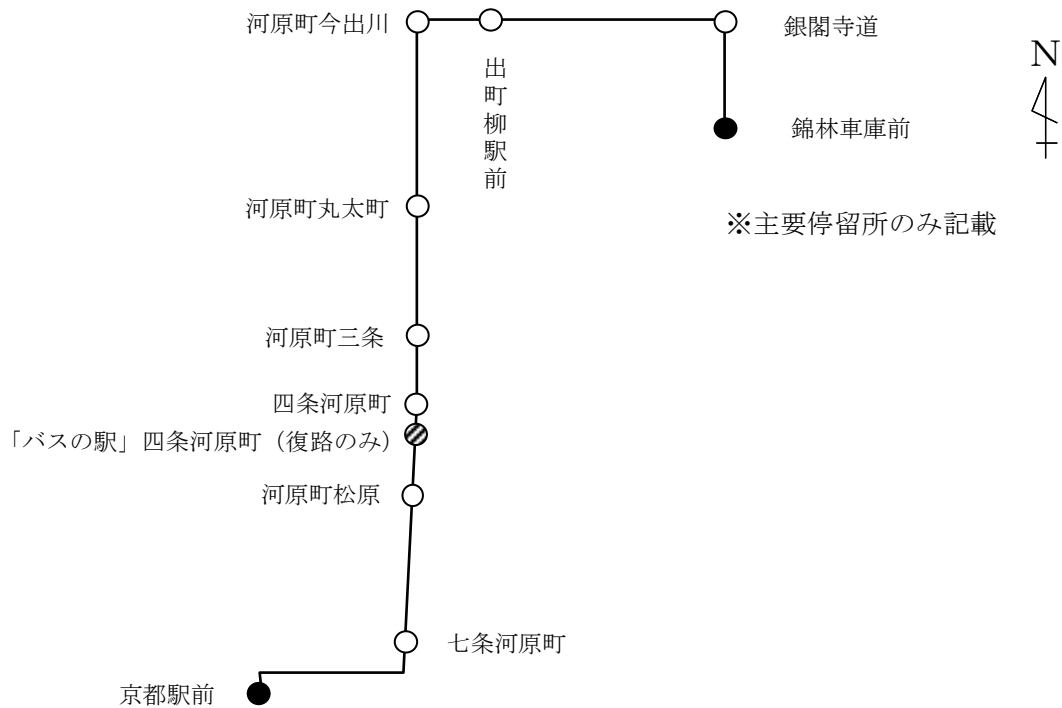 河原町今出川
銀閣寺道
N
出町柳駅前
錦林車庫前
河原町丸太町
※主要停留所のみ記載
河原町三条
四条河原町
「バスの駅」四条河原町（復路のみ）
河原町松原
七条河原町
京都駅前